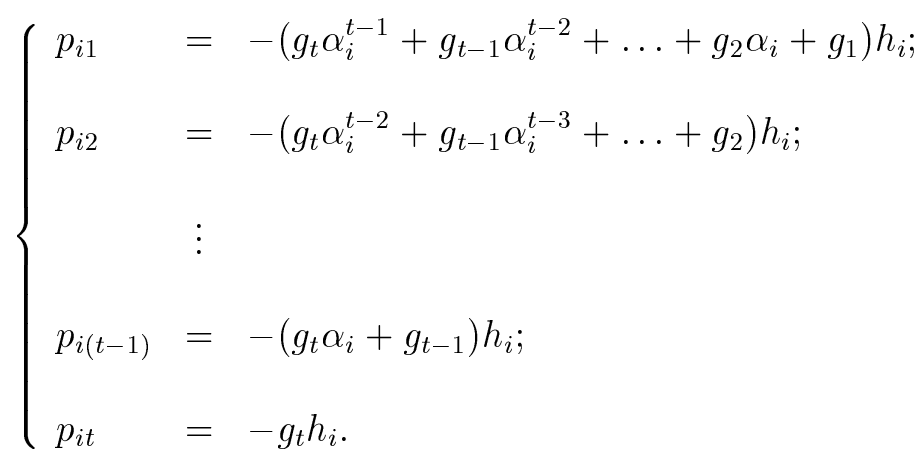 p_{i1} = -(g_t α_i^{t-1} + g_{t-1} α_i^{t-2} + … + g_2 α_i + g_1)h_i;
p_{i2} = -(g_t α_i^{t-2} + g_{t-1} α_i^{t-3} + … + g_2)h_i;
⋮
p_{i(t-1)} = -(g_t α_i + g_{t-1})h_i;
p_{it} = -g_t h_i.